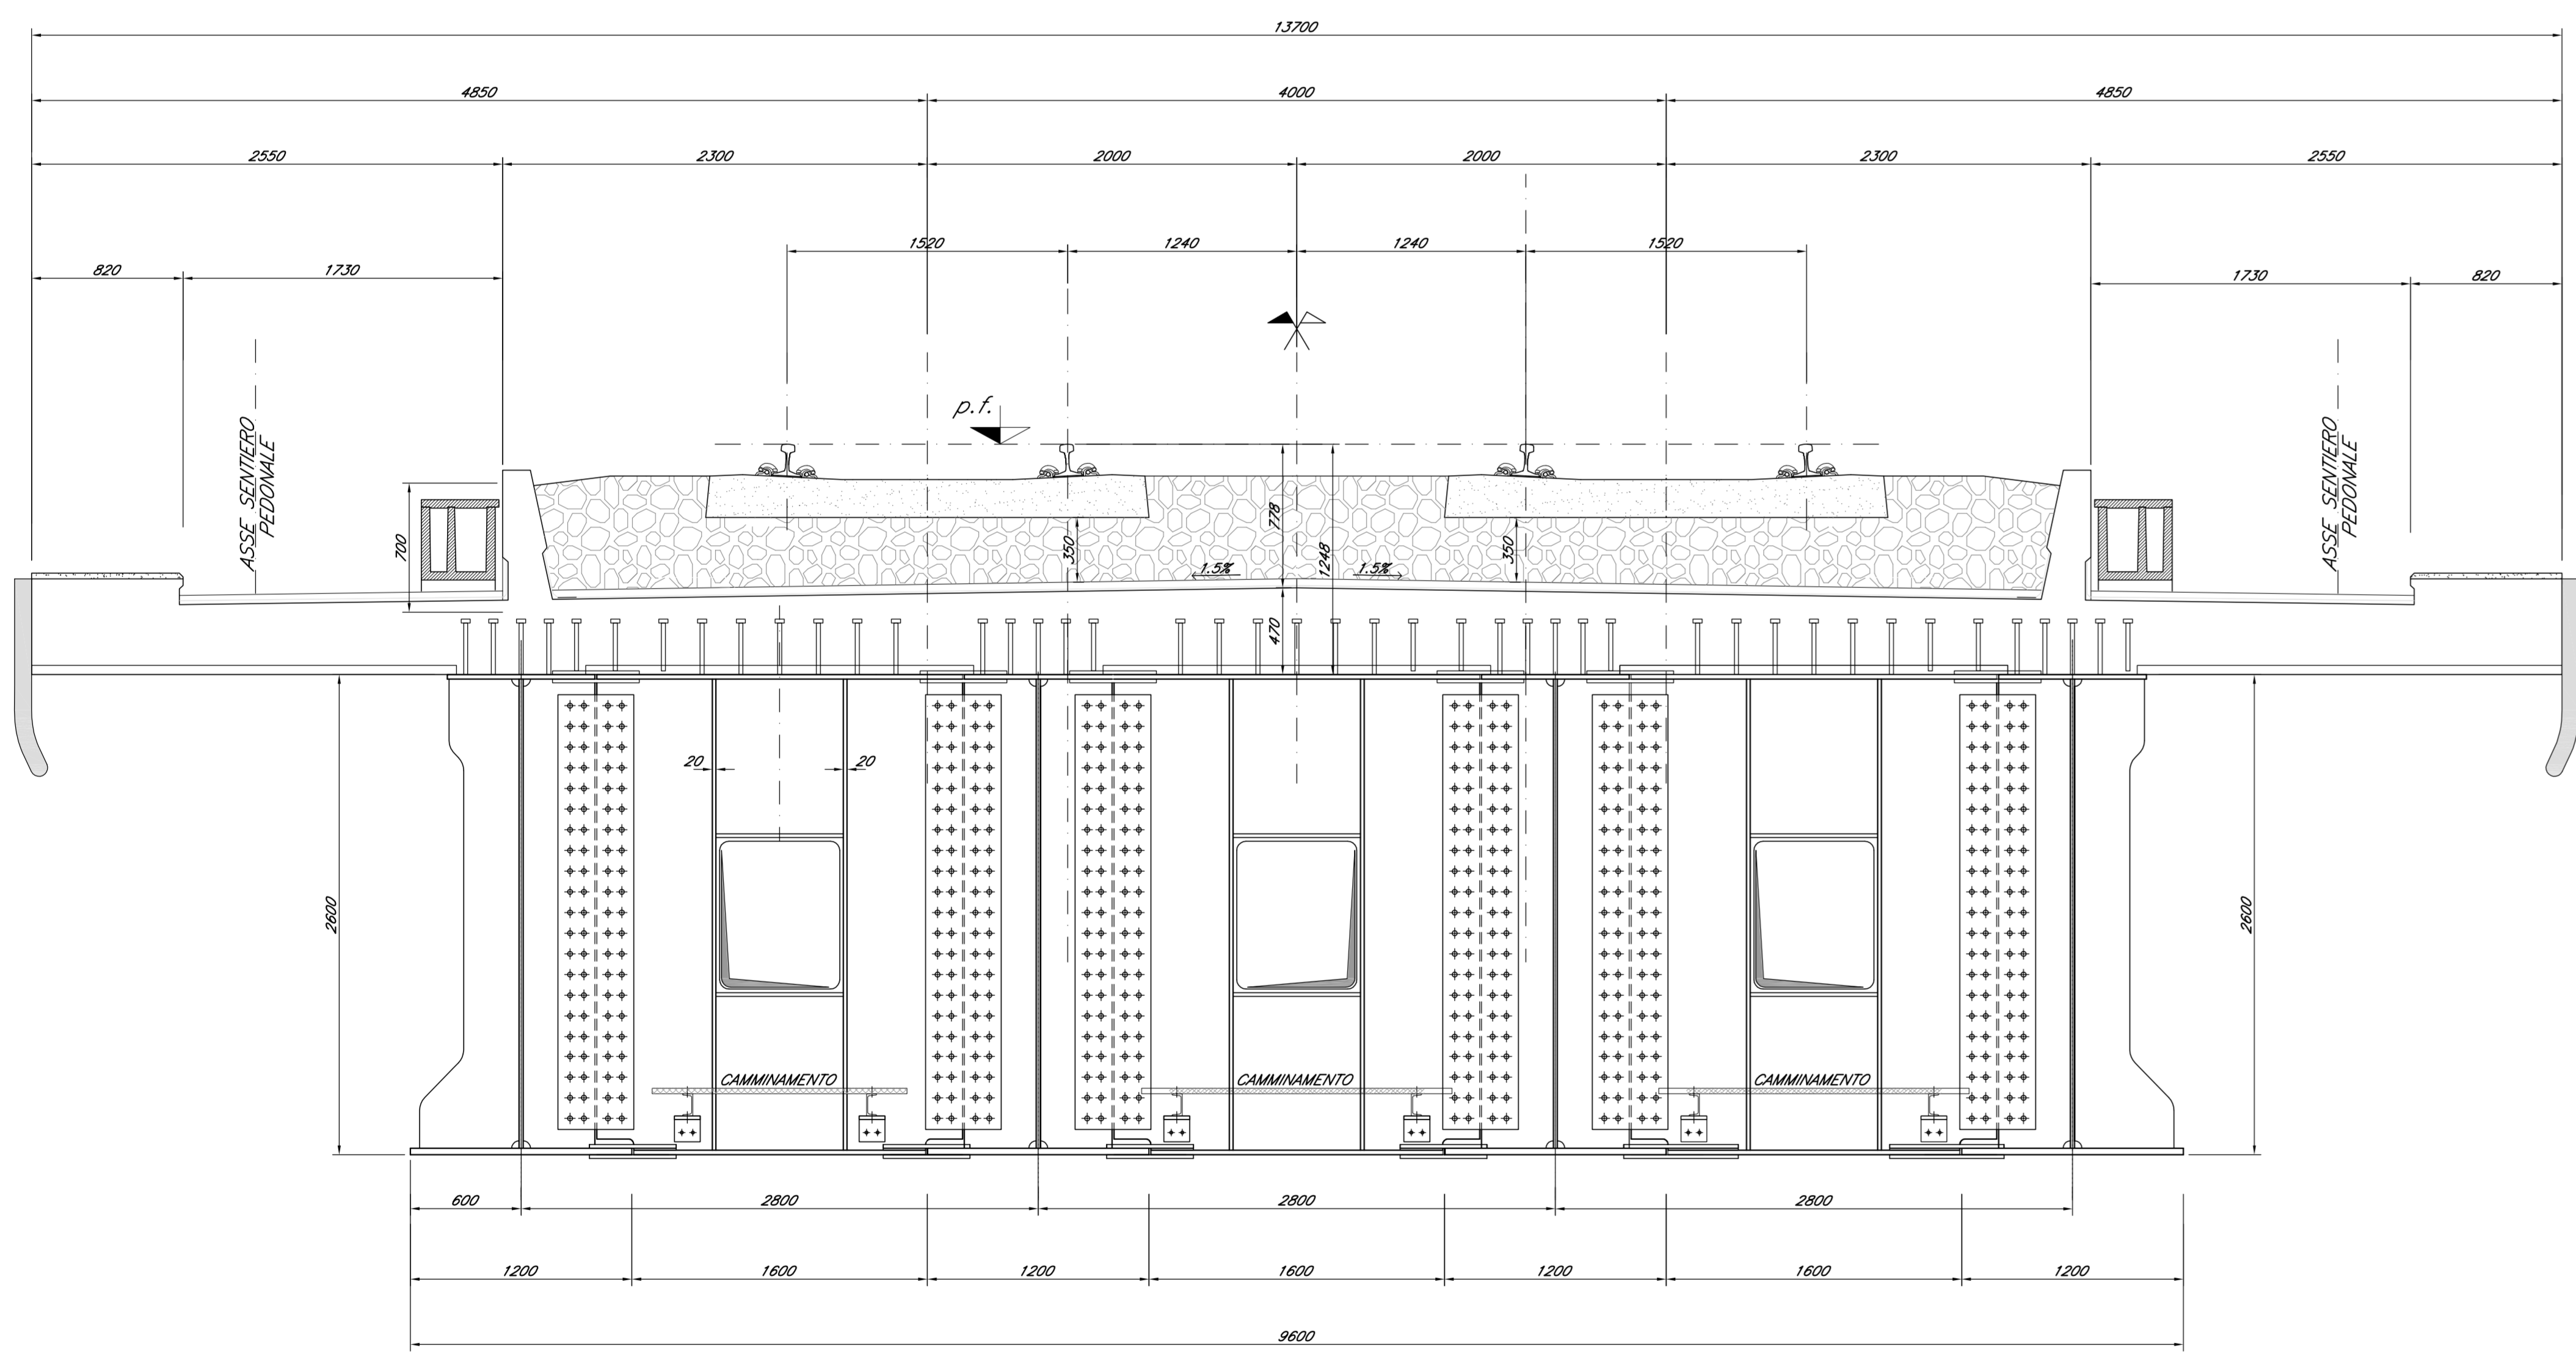 13700
4850 4000 4850
2550 2300 2000 2000 2300 2550
1520 1240 1240 1520
820 1730 1730 820
p.f.
ASSE SENTIERO
PEDONALE
ASSE SENTIERO
PEDONALE
700
350
778
1248
350
1.5% 1.5%
470
20 20
2600
2600
CAMMINAMENTO CAMMINAMENTO CAMMINAMENTO
600 2800 2800 2800
1200 1600 1200 1600 1200 1600 1200
9600